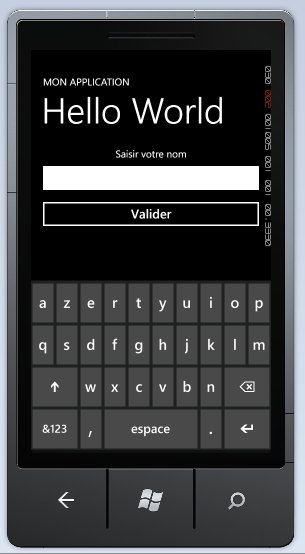 MON APPLICATION
Hello World
Saisir votre nom
Valider
a z e r t y u i o p
q s d f g h j k l m
w x c v b n
&123 , espace .